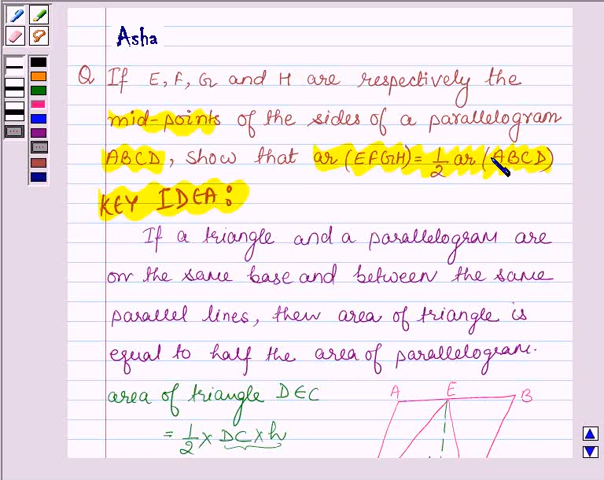 Asha
Q If E, F, G and H are respectively the
mid-points of the sides of a parallelogram
ABCD, show that ar (EFGH) = 1/2 ar (ABCD)
KEY IDEA:
If a triangle and a parallelogram are
on the same base and between the same
parallel lines, then area of triangle is
equal to half the area of parallelogram.
area of triangle DEC
= 1/2 × DC × h
A E B